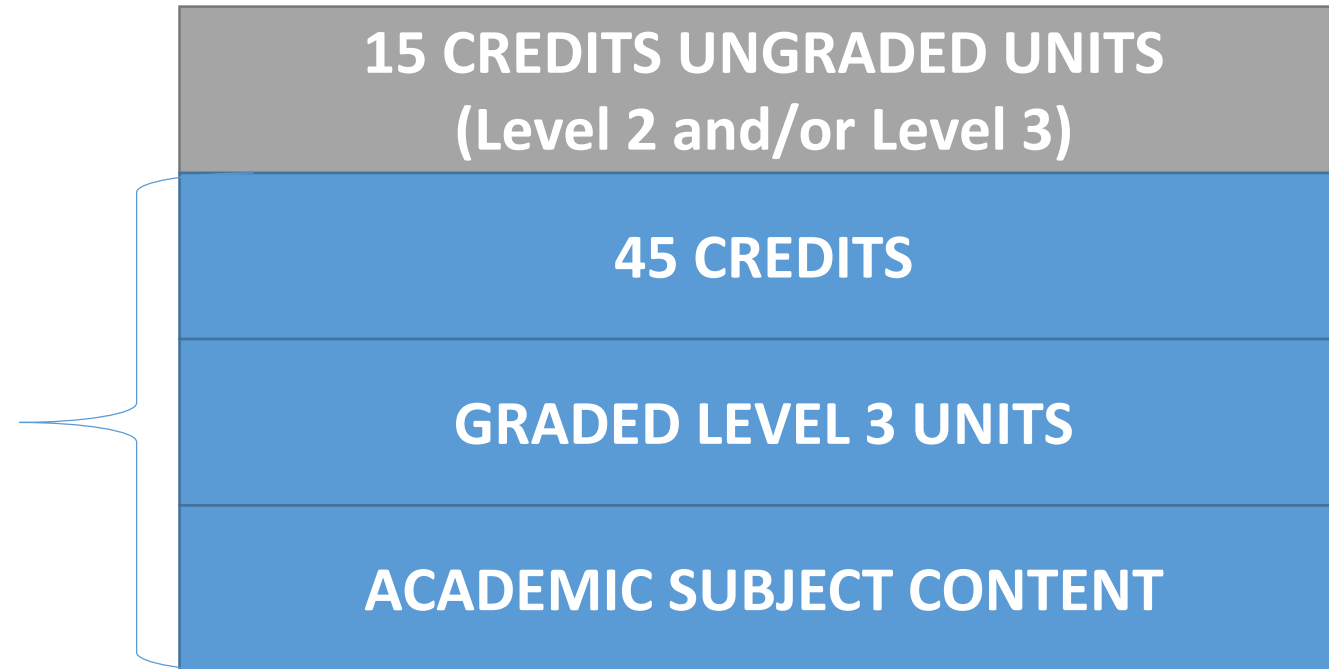 15 CREDITS UNGRADED UNITS
(Level 2 and/or Level 3)
45 CREDITS
GRADED LEVEL 3 UNITS
ACADEMIC SUBJECT CONTENT